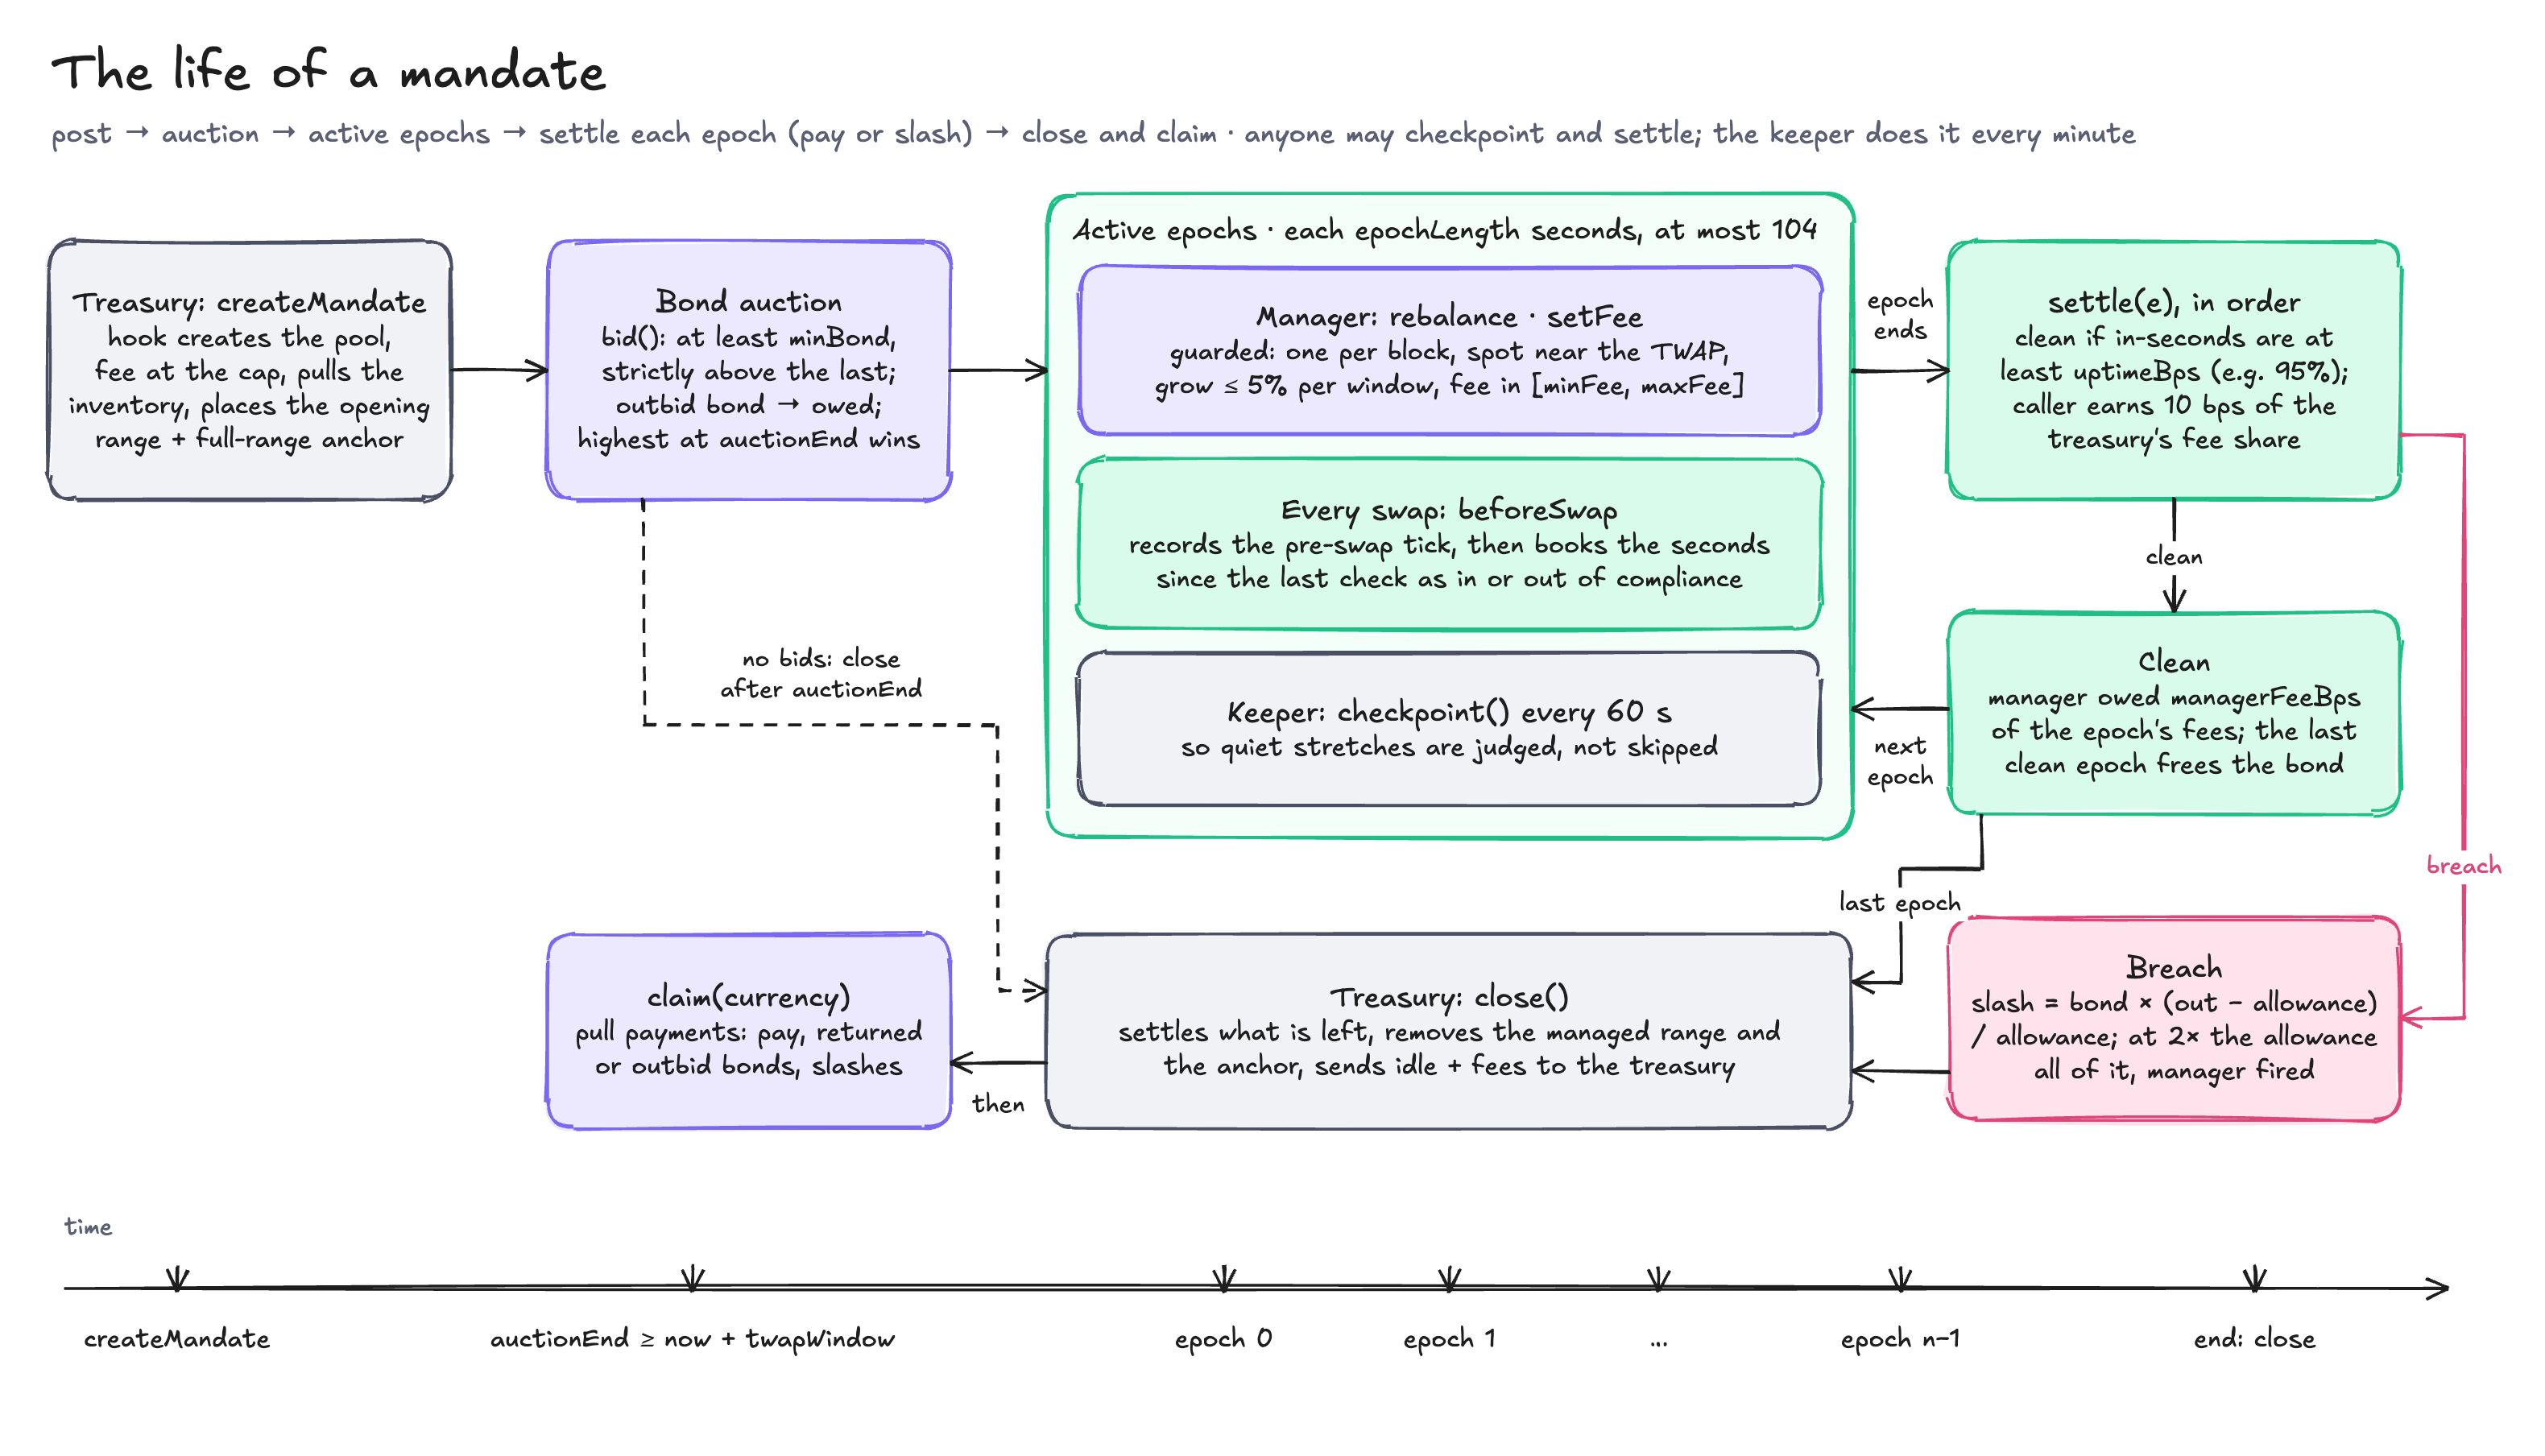 The life of a mandate
post → auction → active epochs → settle each epoch (pay or slash) → close and claim · anyone may checkpoint and settle; the keeper does it every minute
Treasury: createMandate
hook creates the pool,
fee at the cap, pulls the
inventory, places the opening
range + full-range anchor
Bond auction
bid(): at least minBond,
strictly above the last;
outbid bond → owed;
highest at auctionEnd wins
Active epochs · each epochLength seconds, at most 104
Manager: rebalance · setFee
guarded: one per block, spot near the TWAP,
grow ≤ 5% per window, fee in [minFee, maxFee]
Every swap: beforeSwap
records the pre-swap tick, then books the seconds
since the last check as in or out of compliance
Keeper: checkpoint() every 60 s
so quiet stretches are judged, not skipped
epoch
ends
settle(e), in order
clean if in-seconds are at
least uptimeBps (e.g. 95%);
caller earns 10 bps of the
treasury's fee share
clean
Clean
manager owed managerFeeBps
of the epoch's fees; the last
clean epoch frees the bond
next
epoch
no bids: close
after auctionEnd
breach
last epoch
Breach
slash = bond × (out - allowance)
/ allowance; at 2× the allowance
all of it, manager fired
Treasury: close()
settles what is left, removes the managed range and
the anchor, sends idle + fees to the treasury
then
claim(currency)
pull payments: pay, returned
or outbid bonds, slashes
time
createMandate
auctionEnd ≥ now + twapWindow
epoch 0
epoch 1
...
epoch n-1
end: close